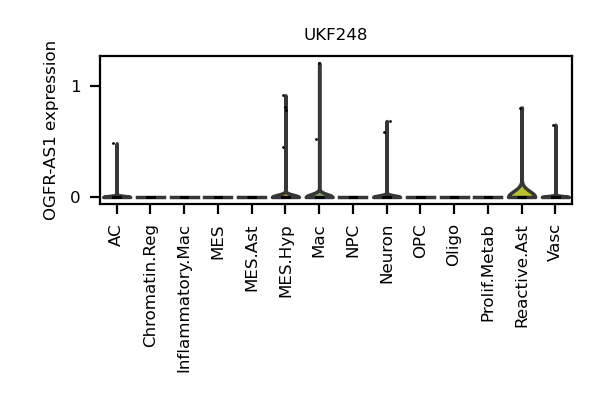 UKF248
OGFR-AS1 expression
1
0
AC
Chromatin.Reg
Inflammatory.Mac
MES
MES.Ast
MES.Hyp
Mac
NPC
Neuron
OPC
Oligo
Prolif.Metab
Reactive.Ast
Vasc